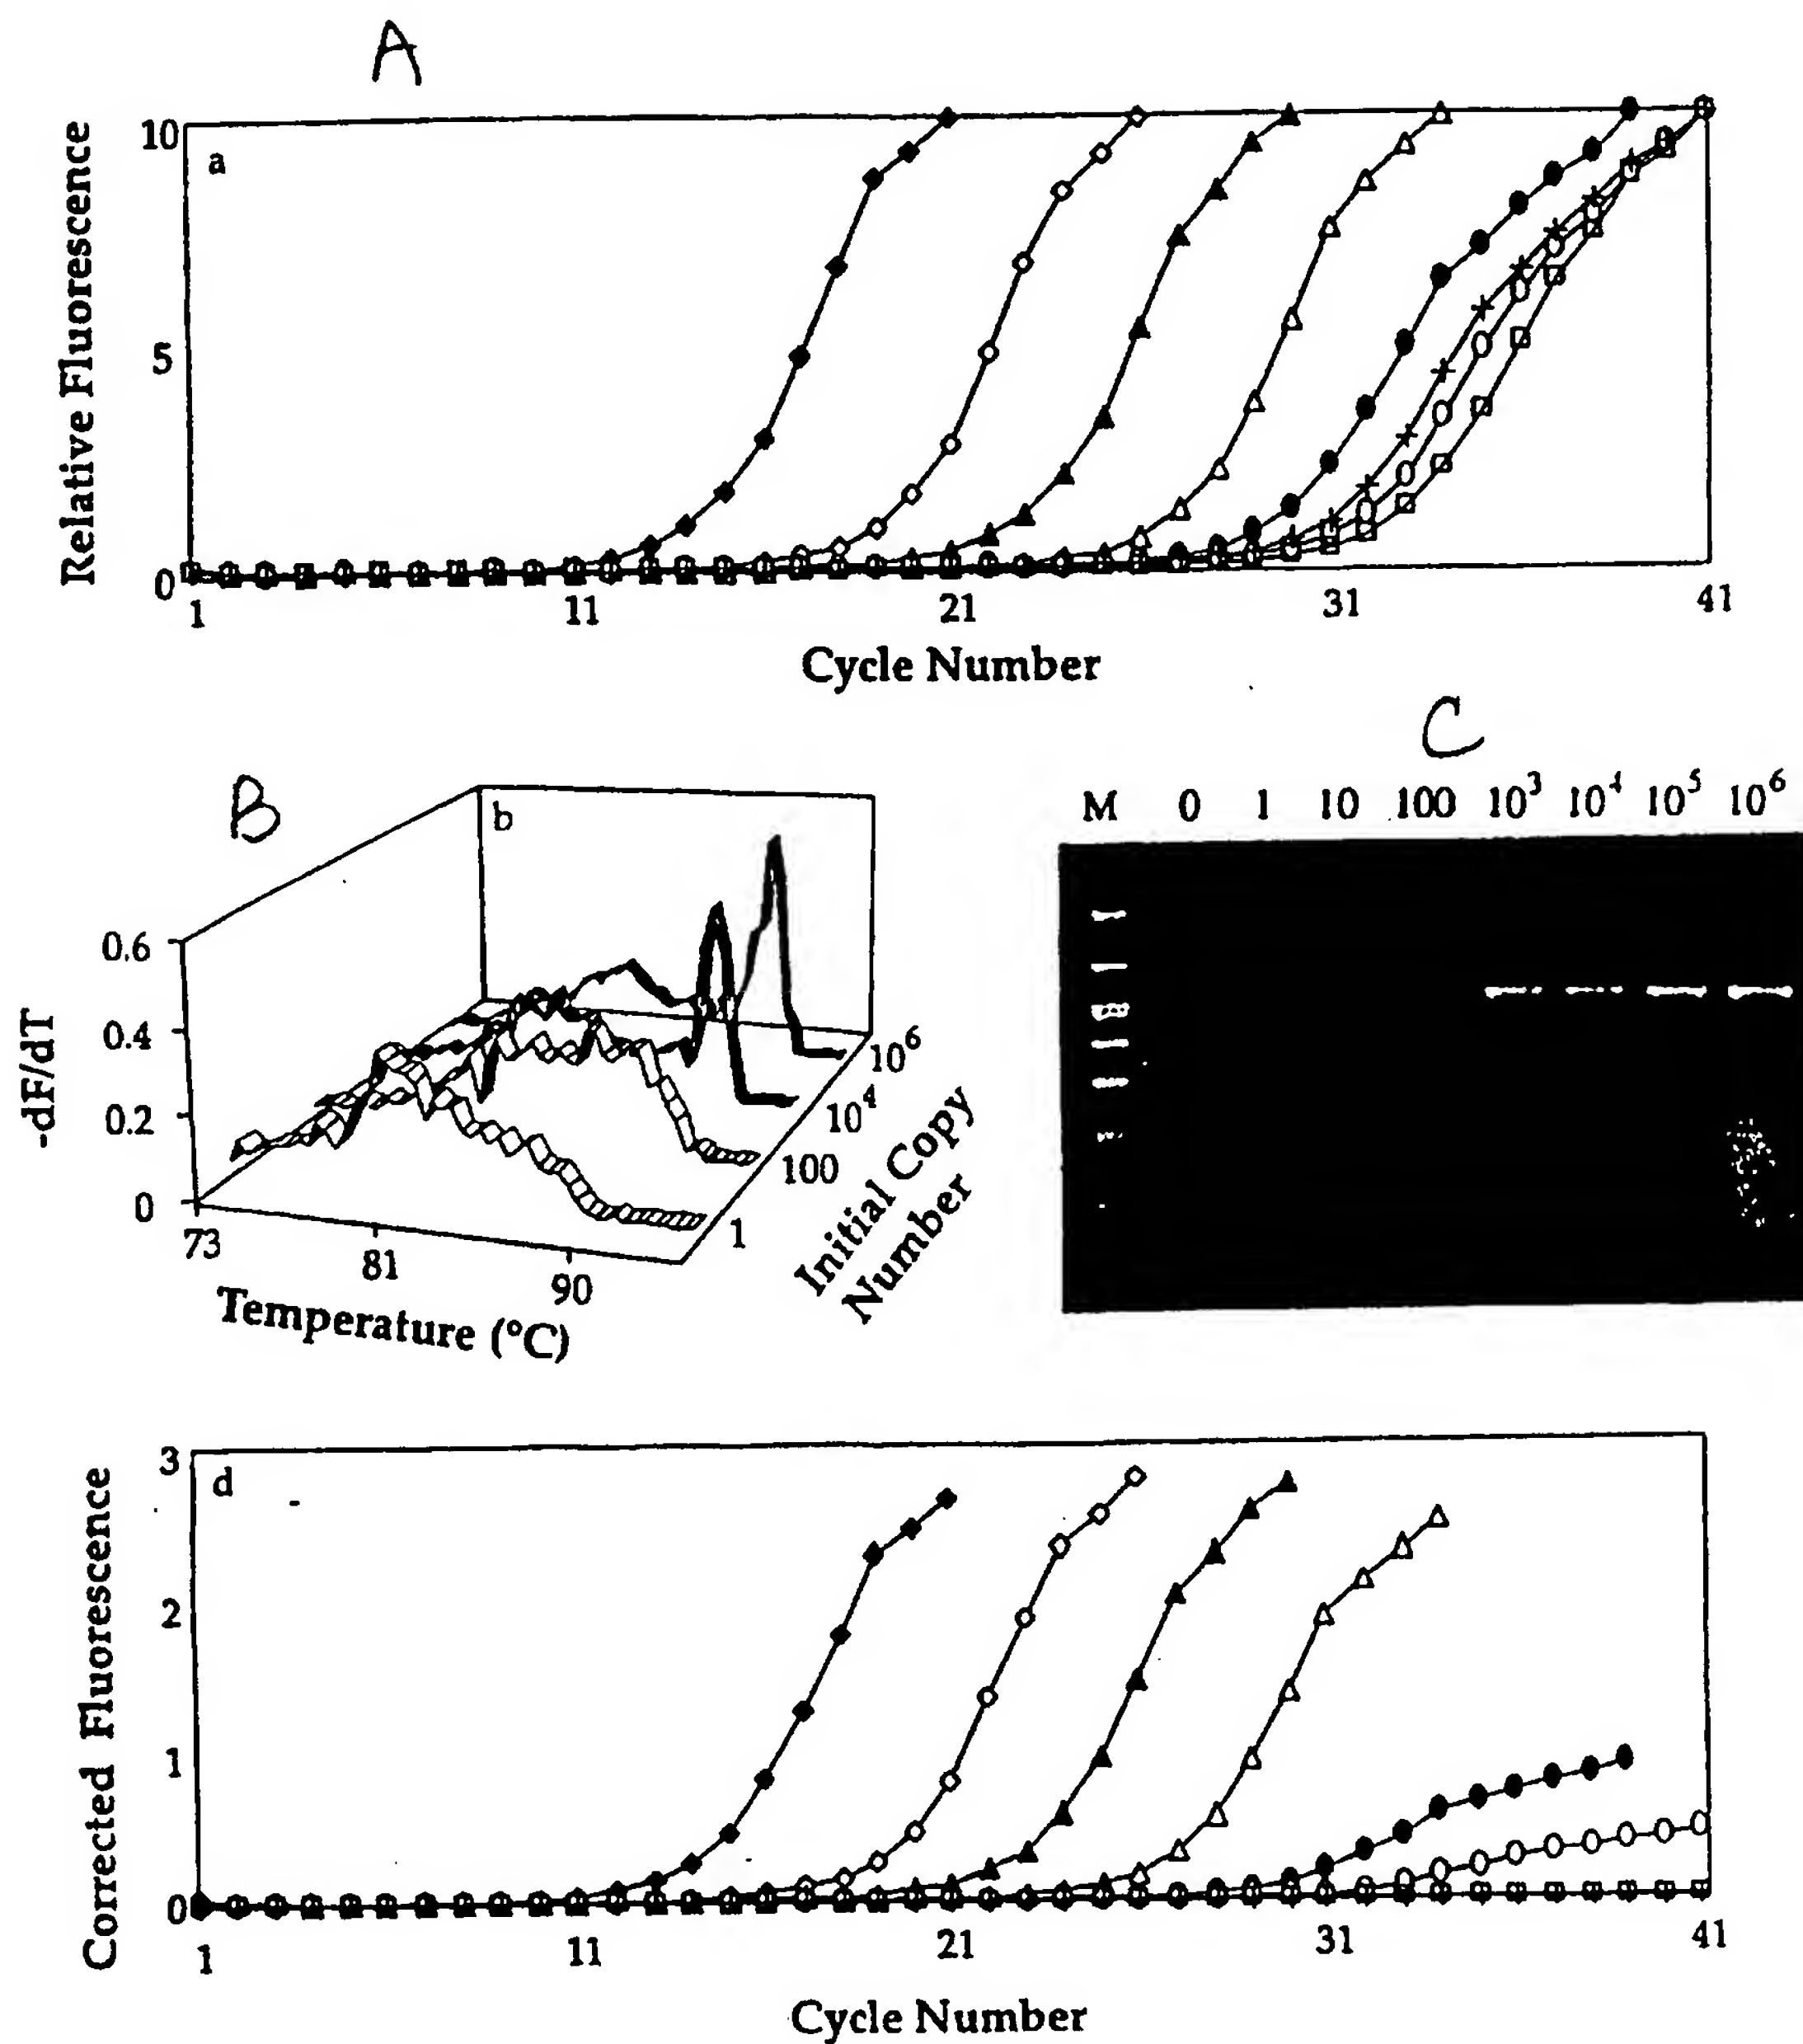 A
Relative Fluorescence
10
5
0
a
1 11 21 31 41
Cycle Number
B
b
0.6
0.4
0.2
0
-dF/dT
73 81 90
Temperature (°C)
10⁶
10⁴
100
1
Initial Copy
Number
C
M 0 1 10 100 10³ 10⁴ 10⁵ 10⁶
Corrected Fluorescence
3
2
1
0
d
1 11 21 31 41
Cycle Number